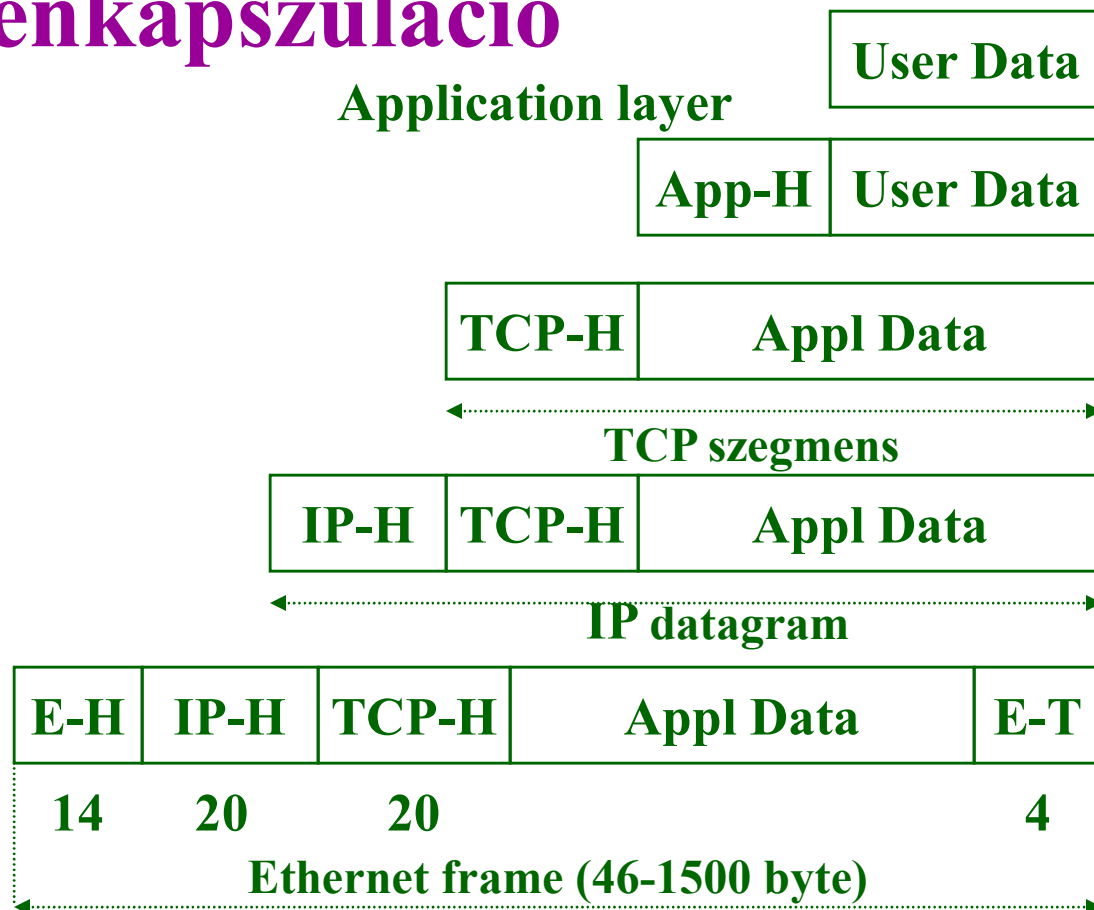 enkapszuláció
User Data
Application layer
App-H User Data
TCP-H Appl Data
TCP szegmens
IP-H TCP-H Appl Data
IP datagram
E-H IP-H TCP-H Appl Data E-T
14 20 20 4
Ethernet frame (46-1500 byte)